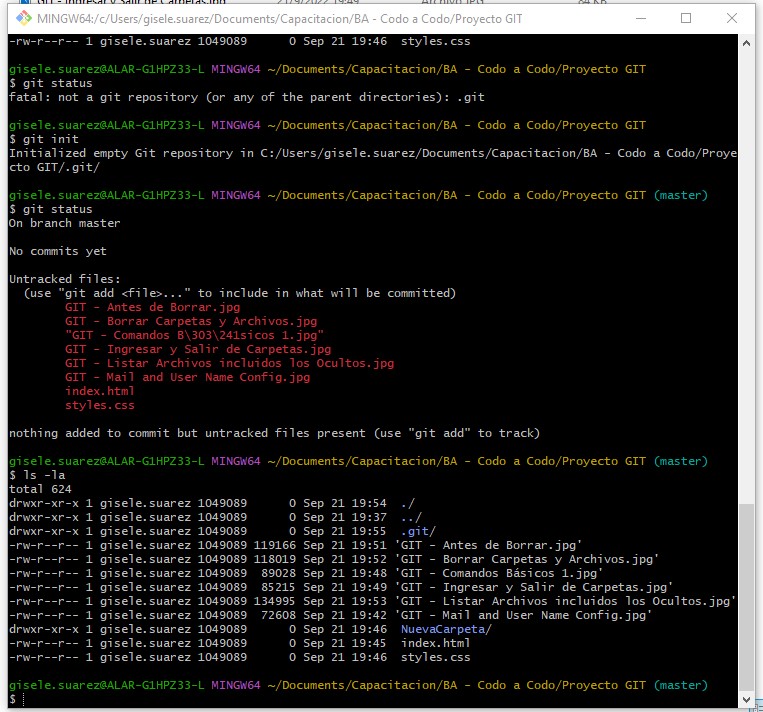 GIT - Ingresar y Salir de Carpetas.jpg 21/9/2022 19:49 Archivo JPG 84 KB
MINGW64:/c/Users/gisele.suarez/Documents/Capacitacion/BA - Codo a Codo/Proyecto GIT
-rw-r--r-- 1 gisele.suarez 1049089      0 Sep 21 19:46  styles.css
gisele.suarez@ALAR-G1HPZ33-L MINGW64 ~/Documents/Capacitacion/BA - Codo a Codo/Proyecto GIT
$ git status
fatal: not a git repository (or any of the parent directories): .git
gisele.suarez@ALAR-G1HPZ33-L MINGW64 ~/Documents/Capacitacion/BA - Codo a Codo/Proyecto GIT
$ git init
Initialized empty Git repository in C:/Users/gisele.suarez/Documents/Capacitacion/BA - Codo a Codo/Proye
cto GIT/.git/
gisele.suarez@ALAR-G1HPZ33-L MINGW64 ~/Documents/Capacitacion/BA - Codo a Codo/Proyecto GIT (master)
$ git status
On branch master
No commits yet
Untracked files:
  (use "git add <file>..." to include in what will be committed)
        GIT - Antes de Borrar.jpg
        GIT - Borrar Carpetas y Archivos.jpg
        "GIT - Comandos B\303\241sicos 1.jpg"
        GIT - Ingresar y Salir de Carpetas.jpg
        GIT - Listar Archivos incluidos los Ocultos.jpg
        GIT - Mail and User Name Config.jpg
        index.html
        styles.css
nothing added to commit but untracked files present (use "git add" to track)
gisele.suarez@ALAR-G1HPZ33-L MINGW64 ~/Documents/Capacitacion/BA - Codo a Codo/Proyecto GIT (master)
$ ls -la
total 624
drwxr-xr-x 1 gisele.suarez 1049089      0 Sep 21 19:54  ./
drwxr-xr-x 1 gisele.suarez 1049089      0 Sep 21 19:37  ../
drwxr-xr-x 1 gisele.suarez 1049089      0 Sep 21 19:55  .git/
-rw-r--r-- 1 gisele.suarez 1049089 119166 Sep 21 19:51 'GIT - Antes de Borrar.jpg'
-rw-r--r-- 1 gisele.suarez 1049089 118019 Sep 21 19:52 'GIT - Borrar Carpetas y Archivos.jpg'
-rw-r--r-- 1 gisele.suarez 1049089  89028 Sep 21 19:48 'GIT - Comandos Básicos 1.jpg'
-rw-r--r-- 1 gisele.suarez 1049089  85215 Sep 21 19:49 'GIT - Ingresar y Salir de Carpetas.jpg'
-rw-r--r-- 1 gisele.suarez 1049089 134995 Sep 21 19:53 'GIT - Listar Archivos incluidos los Ocultos.jpg'
-rw-r--r-- 1 gisele.suarez 1049089  72608 Sep 21 19:42 'GIT - Mail and User Name Config.jpg'
drwxr-xr-x 1 gisele.suarez 1049089      0 Sep 21 19:46  NuevaCarpeta/
-rw-r--r-- 1 gisele.suarez 1049089      0 Sep 21 19:45  index.html
-rw-r--r-- 1 gisele.suarez 1049089      0 Sep 21 19:46  styles.css
gisele.suarez@ALAR-G1HPZ33-L MINGW64 ~/Documents/Capacitacion/BA - Codo a Codo/Proyecto GIT (master)
$